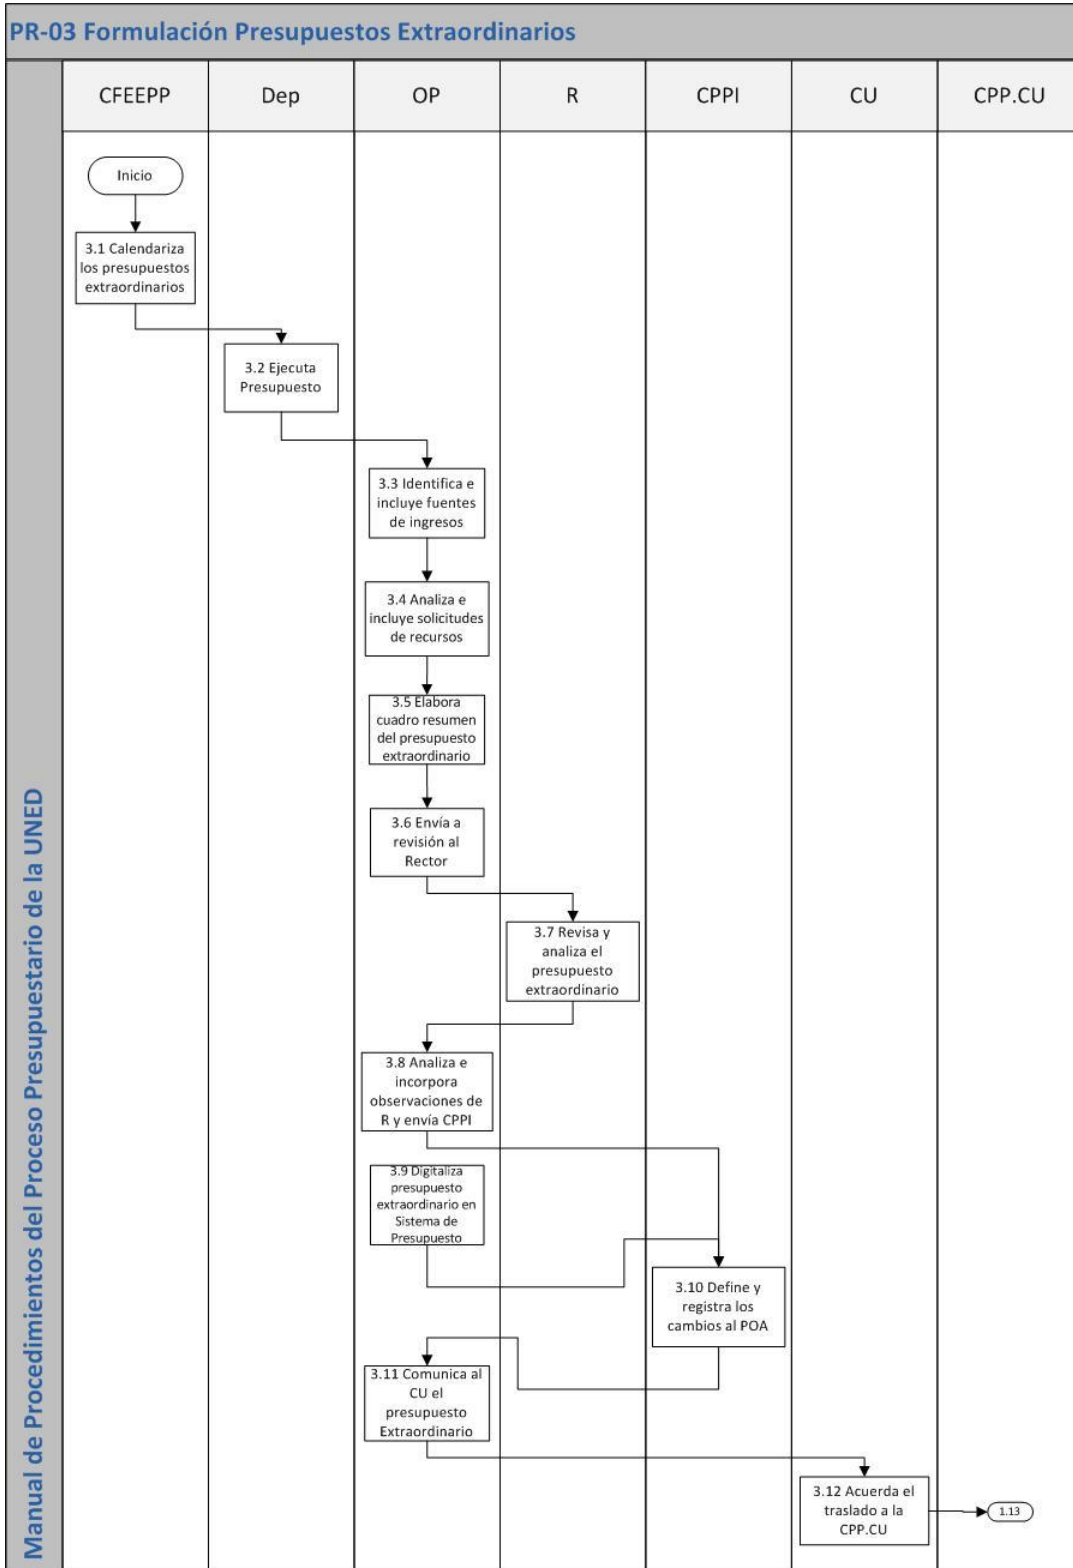 PR-03 Formulación Presupuestos Extraordinarios
Manual de Procedimientos del Proceso Presupuestario de la UNED
CFEEPP
Dep
OP
R
CPPI
CU
CPP.CU
Inicio
3.1 Calendariza
los presupuestos
extraordinarios
3.2 Ejecuta
Presupuesto
3.3 Identifica e
incluye fuentes
de ingresos
3.4 Analiza e
incluye solicitudes
de recursos
3.5 Elabora
cuadro resumen
del presupuesto
extraordinario
3.6 Envía a
revisión al
Rector
3.7 Revisa y
analiza el
presupuesto
extraordinario
3.8 Analiza e
incorpora
observaciones de
R y envía CPPI
3.9 Digitaliza
presupuesto
extraordinario en
Sistema de
Presupuesto
3.10 Define y
registra los
cambios al POA
3.11 Comunica al
CU el
presupuesto
Extraordinario
3.12 Acuerda el
traslado a la
CPP.CU
1.13